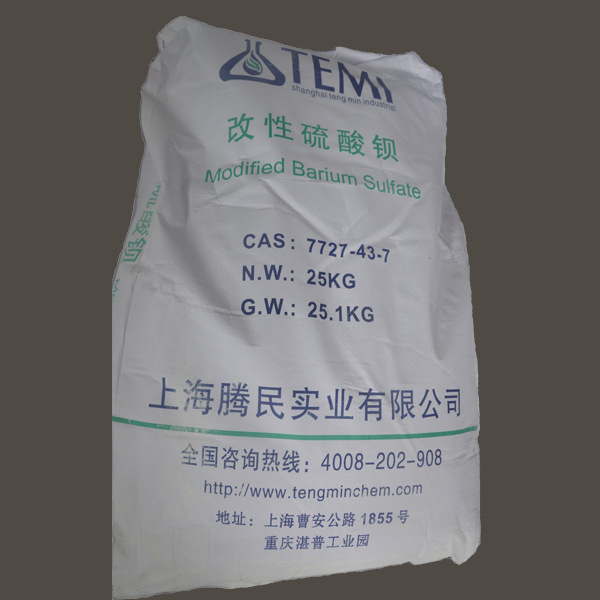 TEMI
shanghai teng min industrial
改性硫酸钡
Modified Barium Sulfate
CAS: 7727-43-7
N.W.: 25KG
G.W.: 25.1KG
上海腾民实业有限公司
全国咨询热线: 4008-202-908
http://www.tengminchem.com
地址: 上海曹安公路1855号
重庆湛普工业园